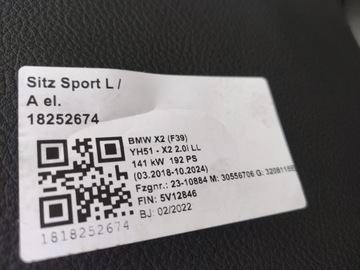 Sitz Sport L /
A el.
18252674
BMW X2 (F39)
YH51 - X2 2.0i LL
141 kW 192 PS
(03.2018-10.2024)
Fzgnr.: 23-10884 M: 30556706 G:
FIN: 5V12846
BJ: 02/2022
1818252674